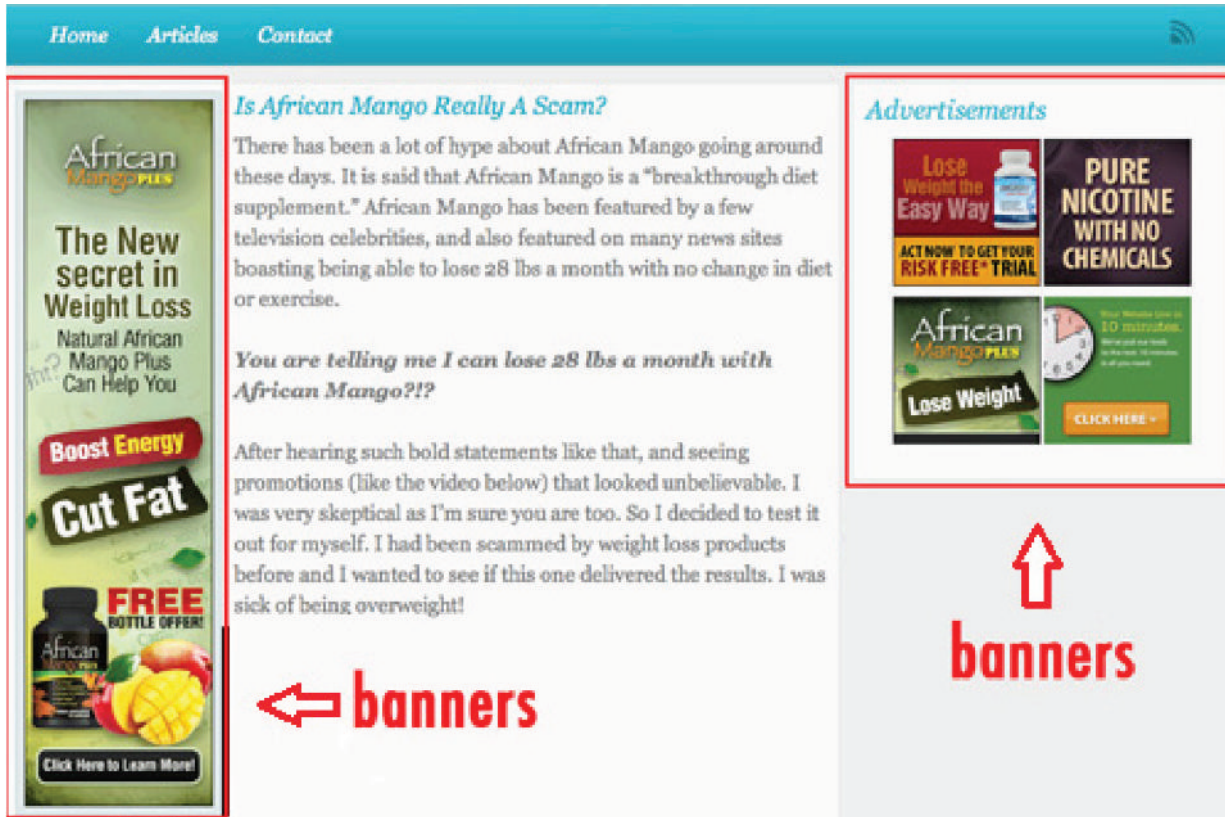 Home Articles Contact
African
Mango PLUS
The New
secret in
Weight Loss
Natural African
Mango Plus
Can Help You
Boost Energy
Cut Fat
FREE
BOTTLE OFFER!
African
Mango PLUS
Click Here to Learn More!
Is African Mango Really A Scam?
There has been a lot of hype about African Mango going around
these days. It is said that African Mango is a “breakthrough diet
supplement.” African Mango has been featured by a few
television celebrities, and also featured on many news sites
boasting being able to lose 28 lbs a month with no change in diet
or exercise.
You are telling me I can lose 28 lbs a month with
African Mango?!?
After hearing such bold statements like that, and seeing
promotions (like the video below) that looked unbelievable. I
was very skeptical as I'm sure you are too. So I decided to test it
out for myself. I had been scammed by weight loss products
before and I wanted to see if this one delivered the results. I was
sick of being overweight!
banners
Advertisements
Lose
Weight the
Easy Way
ACT NOW TO GET YOUR
RISK FREE* TRIAL
PURE
NICOTINE
WITH NO
CHEMICALS
African
Mango PLUS
Lose Weight
Your Website Live in
10 minutes.
CLICK HERE »
banners